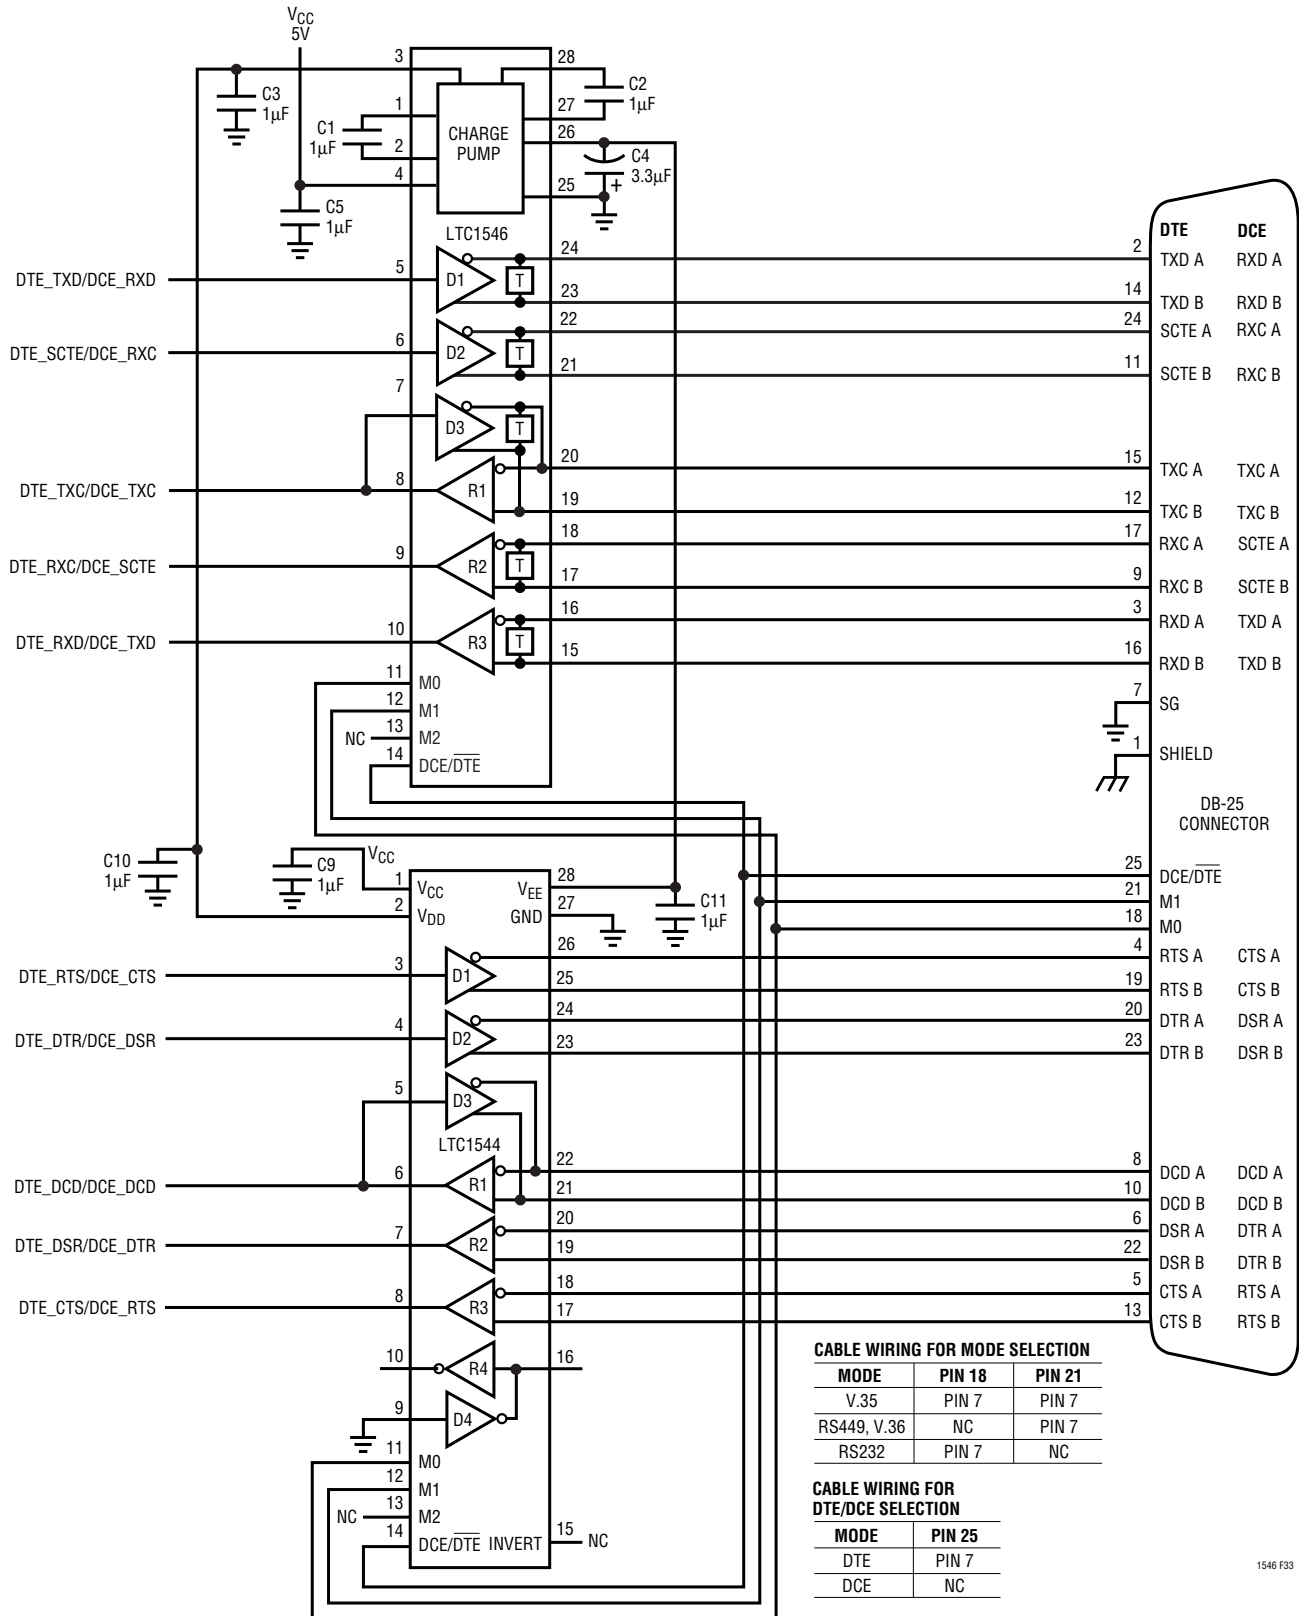 VCC
5V
3
28
C3
1µF
C2
1µF
1
27
C1
1µF
CHARGE
PUMP
26
2
C4
3.3µF
+
4
25
C5
1µF
LTC1546
DTE DCE
24
2
TXD A RXD A
DTE_TXD/DCE_RXD
5
D1
T
23
14
TXD B RXD B
22
24
SCTE A RXC A
DTE_SCTE/DCE_RXC
6
D2
T
21
11
SCTE B RXC B
7
D3
T
20
15
TXC A TXC A
DTE_TXC/DCE_TXC
8
R1
19
12
TXC B TXC B
18
17
RXC A SCTE A
DTE_RXC/DCE_SCTE
9
R2
T
17
9
RXC B SCTE B
16
3
RXD A TXD A
DTE_RXD/DCE_TXD
10
R3
T
15
16
RXD B TXD B
11
M0
12
M1
NC
13
M2
14
DCE/DTE
7
SG
1
SHIELD
DB-25
CONNECTOR
C10
1µF
C9
1µF
VCC
1
VCC
VEE
28
2
VDD
GND
27
C11
1µF
25
DCE/DTE
21
M1
18
M0
26
4
RTS A CTS A
DTE_RTS/DCE_CTS
3
D1
25
19
RTS B CTS B
24
20
DTR A DSR A
DTE_DTR/DCE_DSR
4
D2
23
23
DTR B DSR B
5
D3
LTC1544
22
8
DCD A DCD A
DTE_DCD/DCE_DCD
6
R1
21
10
DCD B DCD B
20
6
DSR A DTR A
DTE_DSR/DCE_DTR
7
R2
19
22
DSR B DTR B
18
5
CTS A RTS A
DTE_CTS/DCE_RTS
8
R3
17
13
CTS B RTS B
10
R4
16
9
D4
11
M0
12
M1
NC
13
M2
14
DCE/DTE INVERT
15
NC
CABLE WIRING FOR MODE SELECTION
MODE PIN 18 PIN 21
V.35 PIN 7 PIN 7
RS449, V.36 NC PIN 7
RS232 PIN 7 NC
CABLE WIRING FOR
DTE/DCE SELECTION
MODE PIN 25
DTE PIN 7
DCE NC
1546 F33